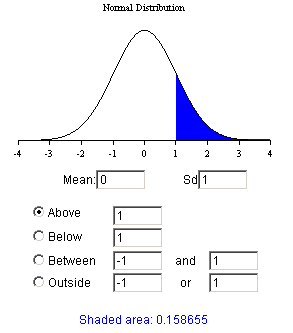 Normal Distribution
-4 -3 -2 -1 0 1 2 3 4
Mean: 0 Sd 1
Above 1
Below 1
Between -1 and 1
Outside -1 or 1
Shaded area: 0.158655